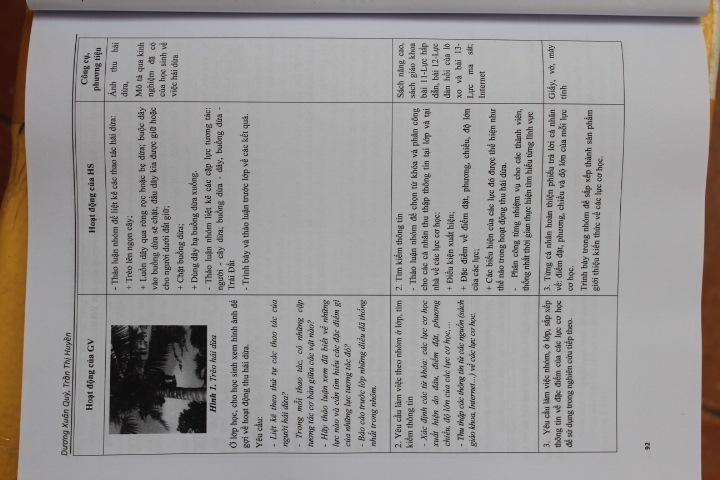 Dương Xuân Quý, Trần Thị Huyền
Hoạt động của GV
Hình 1. Trèo hái dừa
Ở lớp học, cho học sinh xem hình ảnh để
gợi về hoạt động thu hái dừa.
Yêu cầu:
- Liệt kê theo thứ tự các thao tác của
người hái dừa?
- Trong mỗi thao tác, có những cặp
tương tác cơ bản giữa các vật nào?
- Hãy thảo luận xem đã biết về những
lực nào và cần tìm hiểu các đặc điểm gì
của những lực tương tác đó?
- Báo cáo trước lớp những điều đã thống
nhất trong nhóm.
Hoạt động của HS
- Thảo luận nhóm để liệt kê các thao tác hái dừa:
+ Trèo lên ngọn cây;
+ Luồn dây qua ròng rọc hoặc bẹ dừa; buộc dây
vào buồng dừa sẽ chặt, đầu dây kia được giữ hoặc
cho người dưới đất giữ;
+ Chặt buồng dừa;
+ Dùng dây hạ buồng dừa xuống.
- Thảo luận nhóm liệt kê các cặp lực tương tác:
người - cây dừa; buồng dừa - dây, buồng dừa -
Trái Đất
- Trình bày và thảo luận trước lớp về các kết quả.
Công cụ,
phương tiện
Ảnh thu hái
dừa,
Mô tả qua kinh
nghiệm đã có
của học sinh về
việc hái dừa
2. Yêu cầu làm việc theo nhóm ở lớp, tìm
kiếm thông tin
- Xác định các từ khóa: các lực cơ học
xuất hiện do đâu, điểm đặt, phương
chiều, độ lớn của các lực cơ học,...
- Thu thập các thông tin từ các nguồn (sách
giáo khoa, Internet...) về các lực cơ học.
2. Tìm kiếm thông tin
- Thảo luận nhóm để chọn từ khóa và phân công
cho các cá nhân thu thập thông tin tại lớp và tại
nhà về các lực cơ học:
+ Điều kiện xuất hiện;
+ Đặc điểm về điểm đặt, phương, chiều, độ lớn
của các lực;
+ Các biểu hiện của các lực đó được thể hiện như
thế nào trong hoạt động thu hái dừa.
- Phân công từng nhiệm vụ cho các thành viên,
thống nhất thời gian thực hiện tìm hiểu từng lĩnh vực
Sách nâng cao,
sách giáo khoa
bài 11-Lực hấp
dẫn, bài 12-Lực
đàn hồi của lò
xo và bài 13-
Lực ma sát;
Internet
3. Yêu cầu làm việc nhóm, ở lớp, sắp xếp
thông tin về đặc điểm của các lực cơ học
để sử dụng trong nghiên cứu tiếp theo.
3. Từng cá nhân hoàn thiện phiếu trả lời cá nhân
về: điểm đặt, phương, chiều và độ lớn của mỗi lực
cơ học.
Trình bày trong nhóm để sắp xếp thành sản phẩm
giới thiệu kiến thức về các lực cơ học.
Giấy, vở, máy
tính
92